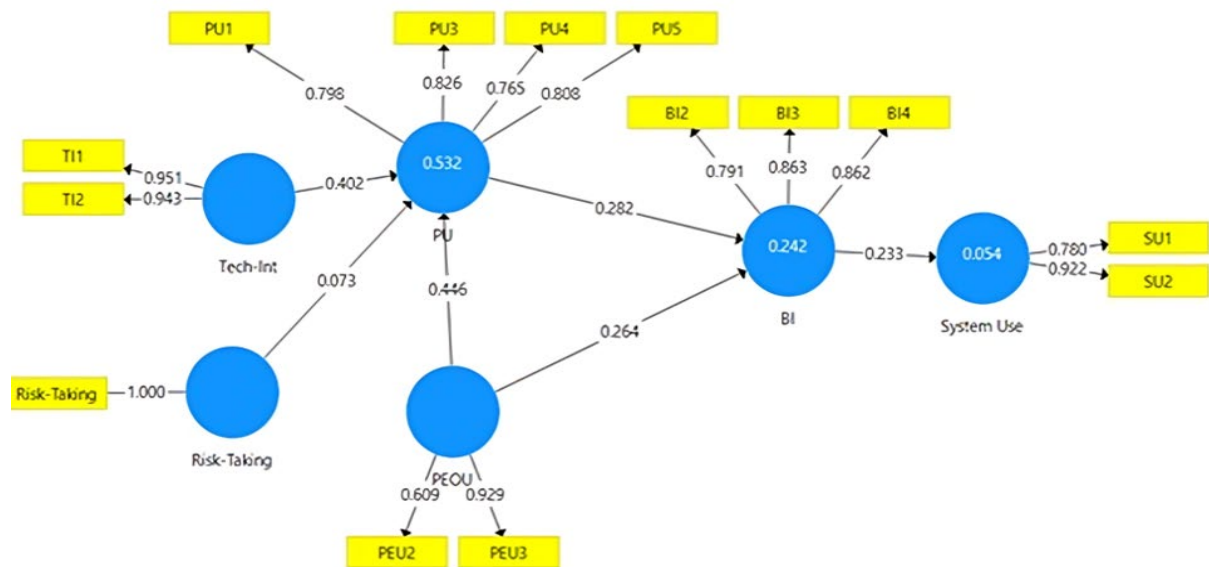 PU1
PU3
PU4
PU5
0.798
0.826
0.765
0.808
BI2
BI3
BI4
TI1
TI2
0.951
0.943
0.402
0.532
PU
0.791
0.863
0.862
0.282
Tech-Int
0.073
0.446
0.242
BI
0.233
0.054
System Use
0.780
0.922
SU1
SU2
0.264
Risk-Taking
1.000
Risk-Taking
PEOU
0.609
0.929
PEU2
PEU3